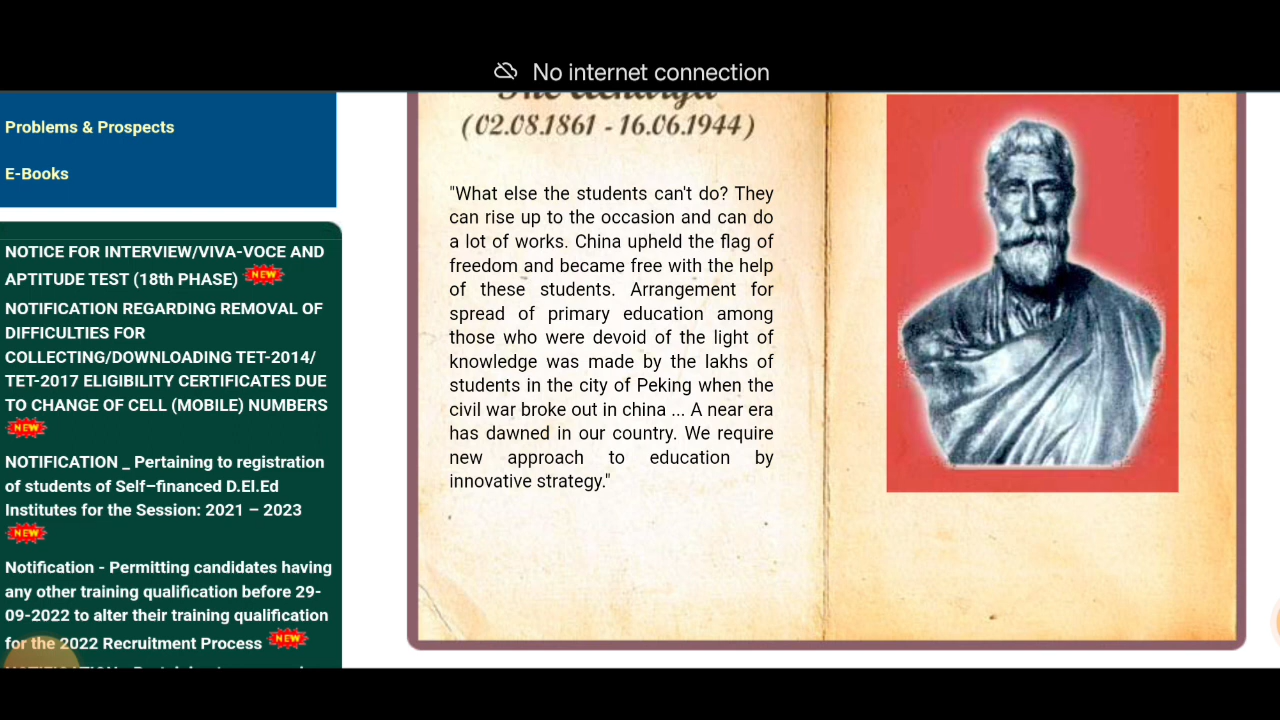 No internet connection
Problems & Prospects
E-Books
NOTICE FOR INTERVIEW/VIVA-VOCE AND
APTITUDE TEST (18th PHASE) NEW
NOTIFICATION REGARDING REMOVAL OF
DIFFICULTIES FOR
COLLECTING/DOWNLOADING TET-2014/
TET-2017 ELIGIBILITY CERTIFICATES DUE
TO CHANGE OF CELL (MOBILE) NUMBERS
NEW
NOTIFICATION _ Pertaining to registration
of students of Self–financed D.El.Ed
Institutes for the Session: 2021 – 2023
NEW
Notification - Permitting candidates having
any other training qualification before 29-
09-2022 to alter their training qualification
for the 2022 Recruitment Process NEW
The Acharya
(02.08.1861 - 16.06.1944)
"What else the students can't do? They
can rise up to the occasion and can do
a lot of works. China upheld the flag of
freedom and became free with the help
of these students. Arrangement for
spread of primary education among
those who were devoid of the light of
knowledge was made by the lakhs of
students in the city of Peking when the
civil war broke out in china ... A near era
has dawned in our country. We require
new approach to education by
innovative strategy."